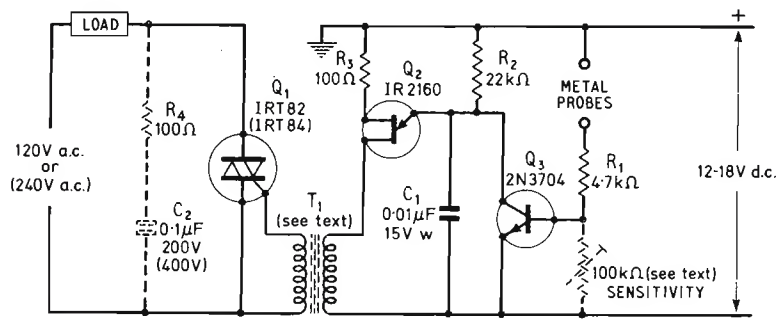 LOAD
R4
100Ω
120V a.c.
or
(240V a.c.)
C2
0·1μF
200V
(400V)
Q1
IRT82
(IRT84)
T1
(see text)
R3
100Ω
Q2
IR2160
R2
22kΩ
C1
0·01μF
15V w
Q3
2N3704
METAL
PROBES
R1
4·7kΩ
100kΩ(see text)
SENSITIVITY
+
12-18V d.c.
-